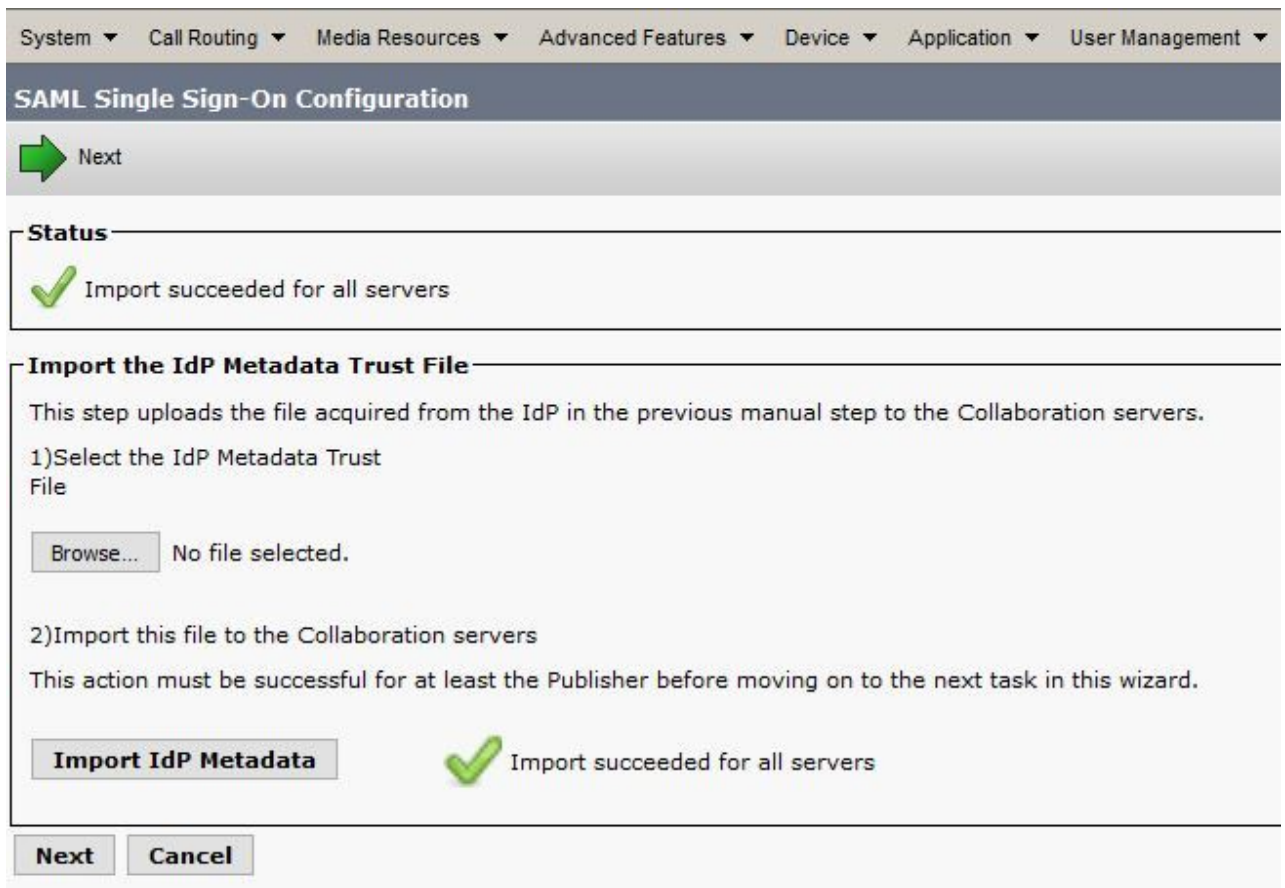 System Call Routing Media Resources Advanced Features Device Application User Management
SAML Single Sign-On Configuration
Next
Status
Import succeeded for all servers
Import the IdP Metadata Trust File
This step uploads the file acquired from the IdP in the previous manual step to the Collaboration servers.
1)Select the IdP Metadata Trust
File
Browse... No file selected.
2)Import this file to the Collaboration servers
This action must be successful for at least the Publisher before moving on to the next task in this wizard.
Import IdP Metadata Import succeeded for all servers
Next Cancel